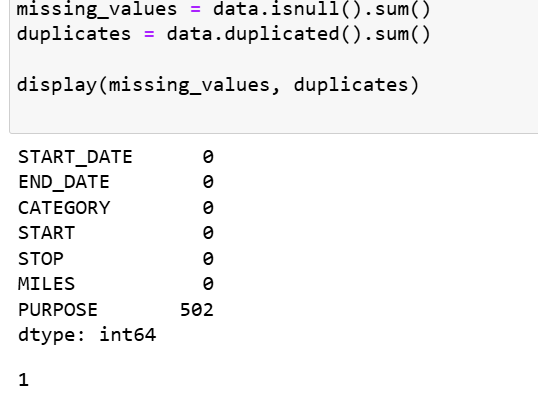 missing_values = data.isnull().sum()
duplicates = data.duplicated().sum()
display(missing_values, duplicates)
START_DATE 0
END_DATE 0
CATEGORY 0
START 0
STOP 0
MILES 0
PURPOSE 502
dtype: int64
1